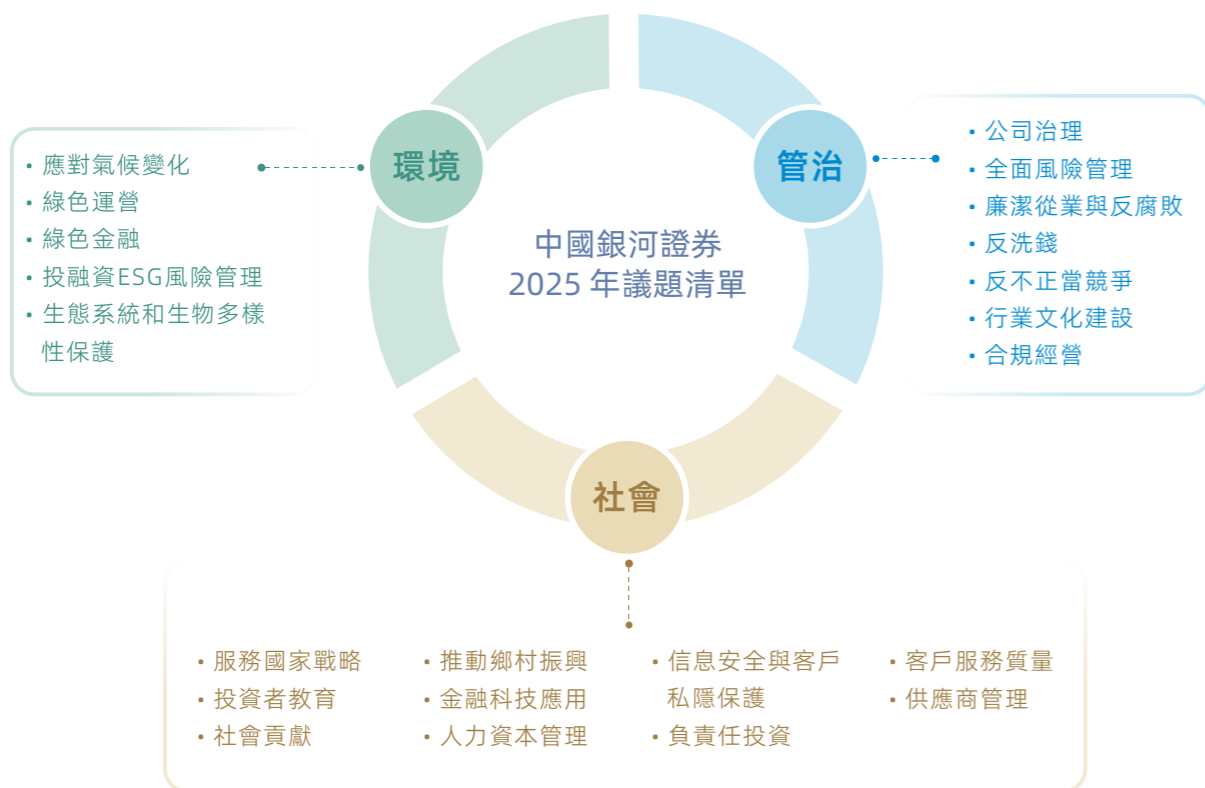 環境
管治
中國銀河證券
2025 年議題清單
社會
• 應對氣候變化
• 綠色運營
• 綠色金融
• 投融資ESG風險管理
• 生態系統和生物多樣
性保護
• 公司治理
• 全面風險管理
• 廉潔從業與反腐敗
• 反洗錢
• 反不正當競爭
• 行業文化建設
• 合規經營
• 服務國家戰略
• 投資者教育
• 社會貢獻
• 推動鄉村振興
• 金融科技應用
• 人力資本管理
• 信息安全與客戶
私隱保護
• 負責任投資
• 客戶服務質量
• 供應商管理